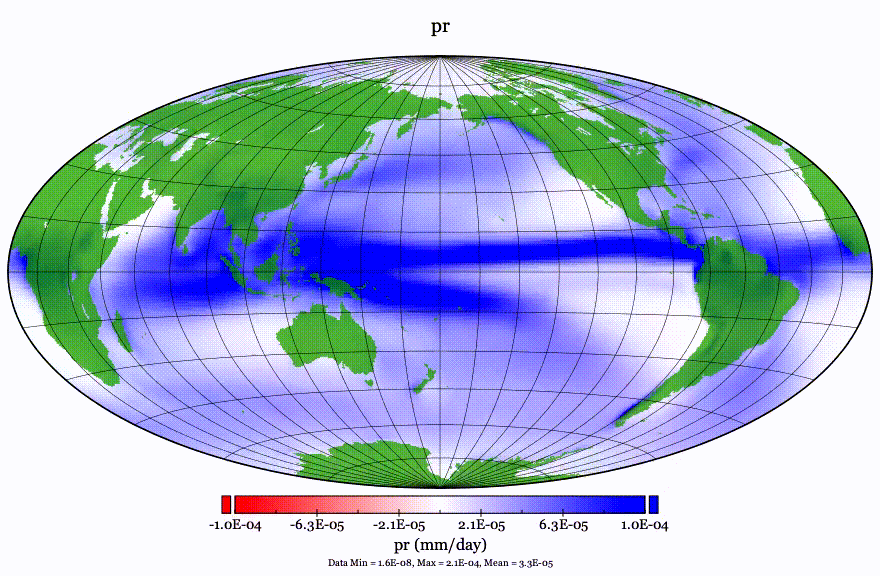 pr
-1.0E-04 -6.3E-05 -2.1E-05 2.1E-05 6.3E-05 1.0E-04
pr (mm/day)
Data Min = 1.6E-08, Max = 2.1E-04, Mean = 3.3E-05